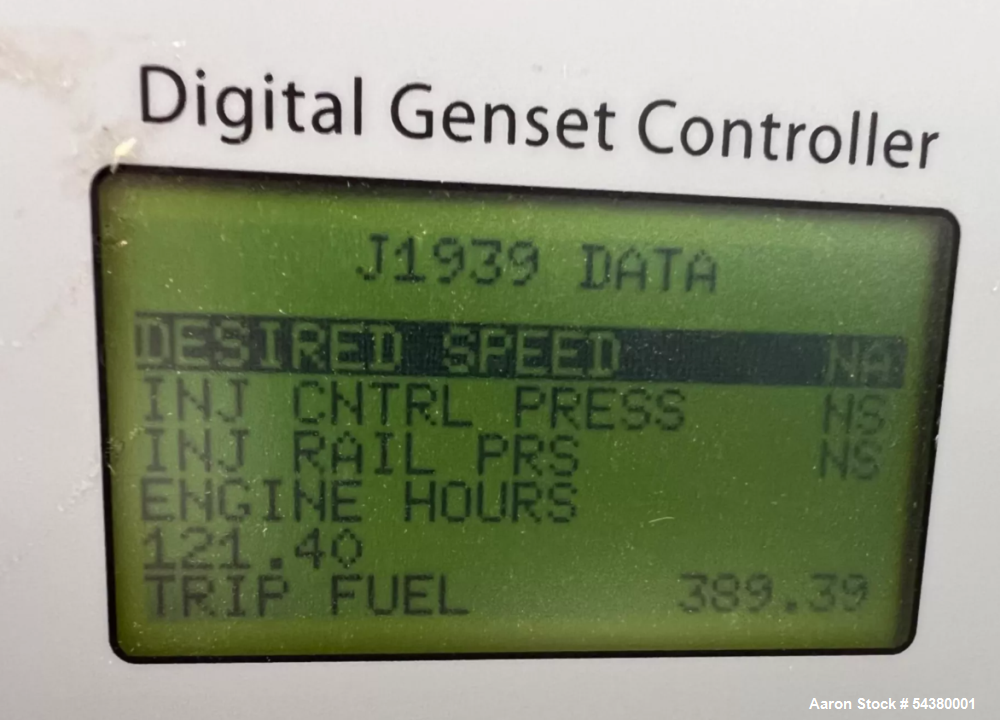 Digital Genset Controller
J1939 DATA
DESIRED SPEED NA
INJ CNTRL PRESS NS
INJ RAIL PRS NS
ENGINE HOURS
121.40
TRIP FUEL 389.39
Aaron Stock # 54380001